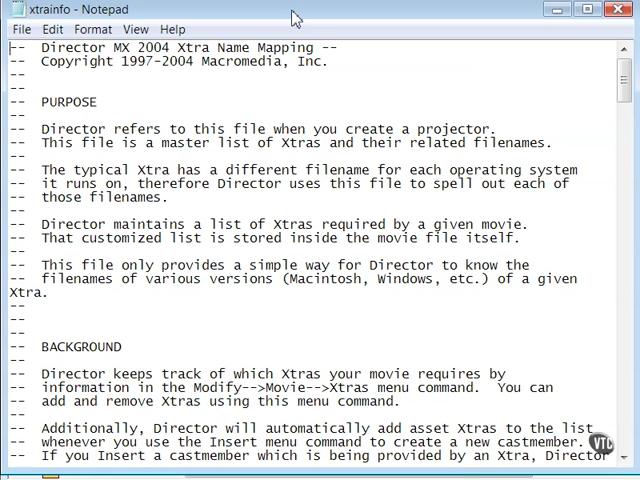 xtrainfo - Notepad
File Edit Format View Help
-- Director MX 2004 Xtra Name Mapping --
-- Copyright 1997-2004 Macromedia, Inc.
--
--
-- PURPOSE
--
-- Director refers to this file when you create a projector.
-- This file is a master list of Xtras and their related filenames.
--
-- The typical Xtra has a different filename for each operating system
-- it runs on, therefore Director uses this file to spell out each of
-- those filenames.
--
-- Director maintains a list of Xtras required by a given movie.
-- That customized list is stored inside the movie file itself.
--
-- This file only provides a simple way for Director to know the
-- filenames of various versions (Macintosh, Windows, etc.) of a given
Xtra.
--
--
--
-- BACKGROUND
--
-- Director keeps track of which Xtras your movie requires by
-- information in the Modify-->Movie-->Xtras menu command. You can
-- add and remove Xtras using this menu command.
--
-- Additionally, Director will automatically add asset Xtras to the list
-- whenever you use the Insert menu command to create a new castmember.
-- If you Insert a castmember which is being provided by an Xtra, Director
VTC